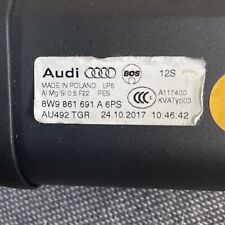 Audi BOS 12S
MADE IN POLAND LP6
Al Mg Si 0.5 F22 PES
CCC A117400
KVATyp03
8W9 861 691 A 6PS
AU492 TGR 24.10.2017 10:46:42